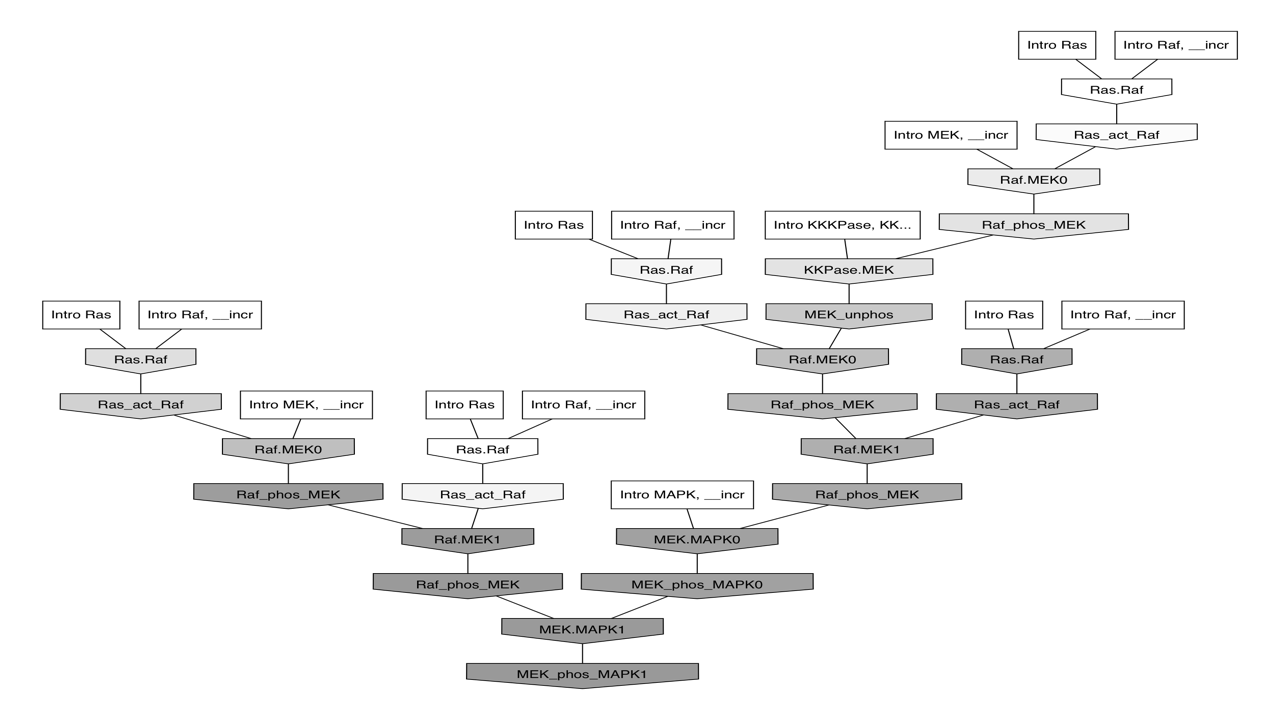 Intro Ras
Intro Raf, __incr
Ras.Raf
Intro MEK, __incr
Ras_act_Raf
Raf.MEK0
Intro Ras
Intro Raf, __incr
Intro KKKPase, KK...
Raf_phos_MEK
Ras.Raf
KKPase.MEK
Intro Ras
Intro Raf, __incr
Ras_act_Raf
MEK_unphos
Intro Ras
Intro Raf, __incr
Ras.Raf
Raf.MEK0
Ras.Raf
Ras_act_Raf
Intro MEK, __incr
Intro Ras
Intro Raf, __incr
Raf_phos_MEK
Ras_act_Raf
Raf.MEK0
Ras.Raf
Raf.MEK1
Raf_phos_MEK
Ras_act_Raf
Intro MAPK, __incr
Raf_phos_MEK
Raf.MEK1
MEK.MAPK0
Raf_phos_MEK
MEK_phos_MAPK0
MEK.MAPK1
MEK_phos_MAPK1